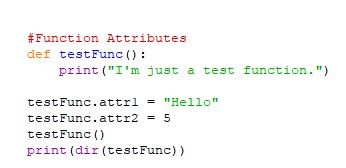 #Function Attributes
def testFunc():
    print("I'm just a test function.")
testFunc.attr1 = "Hello"
testFunc.attr2 = 5
testFunc()
print(dir(testFunc))